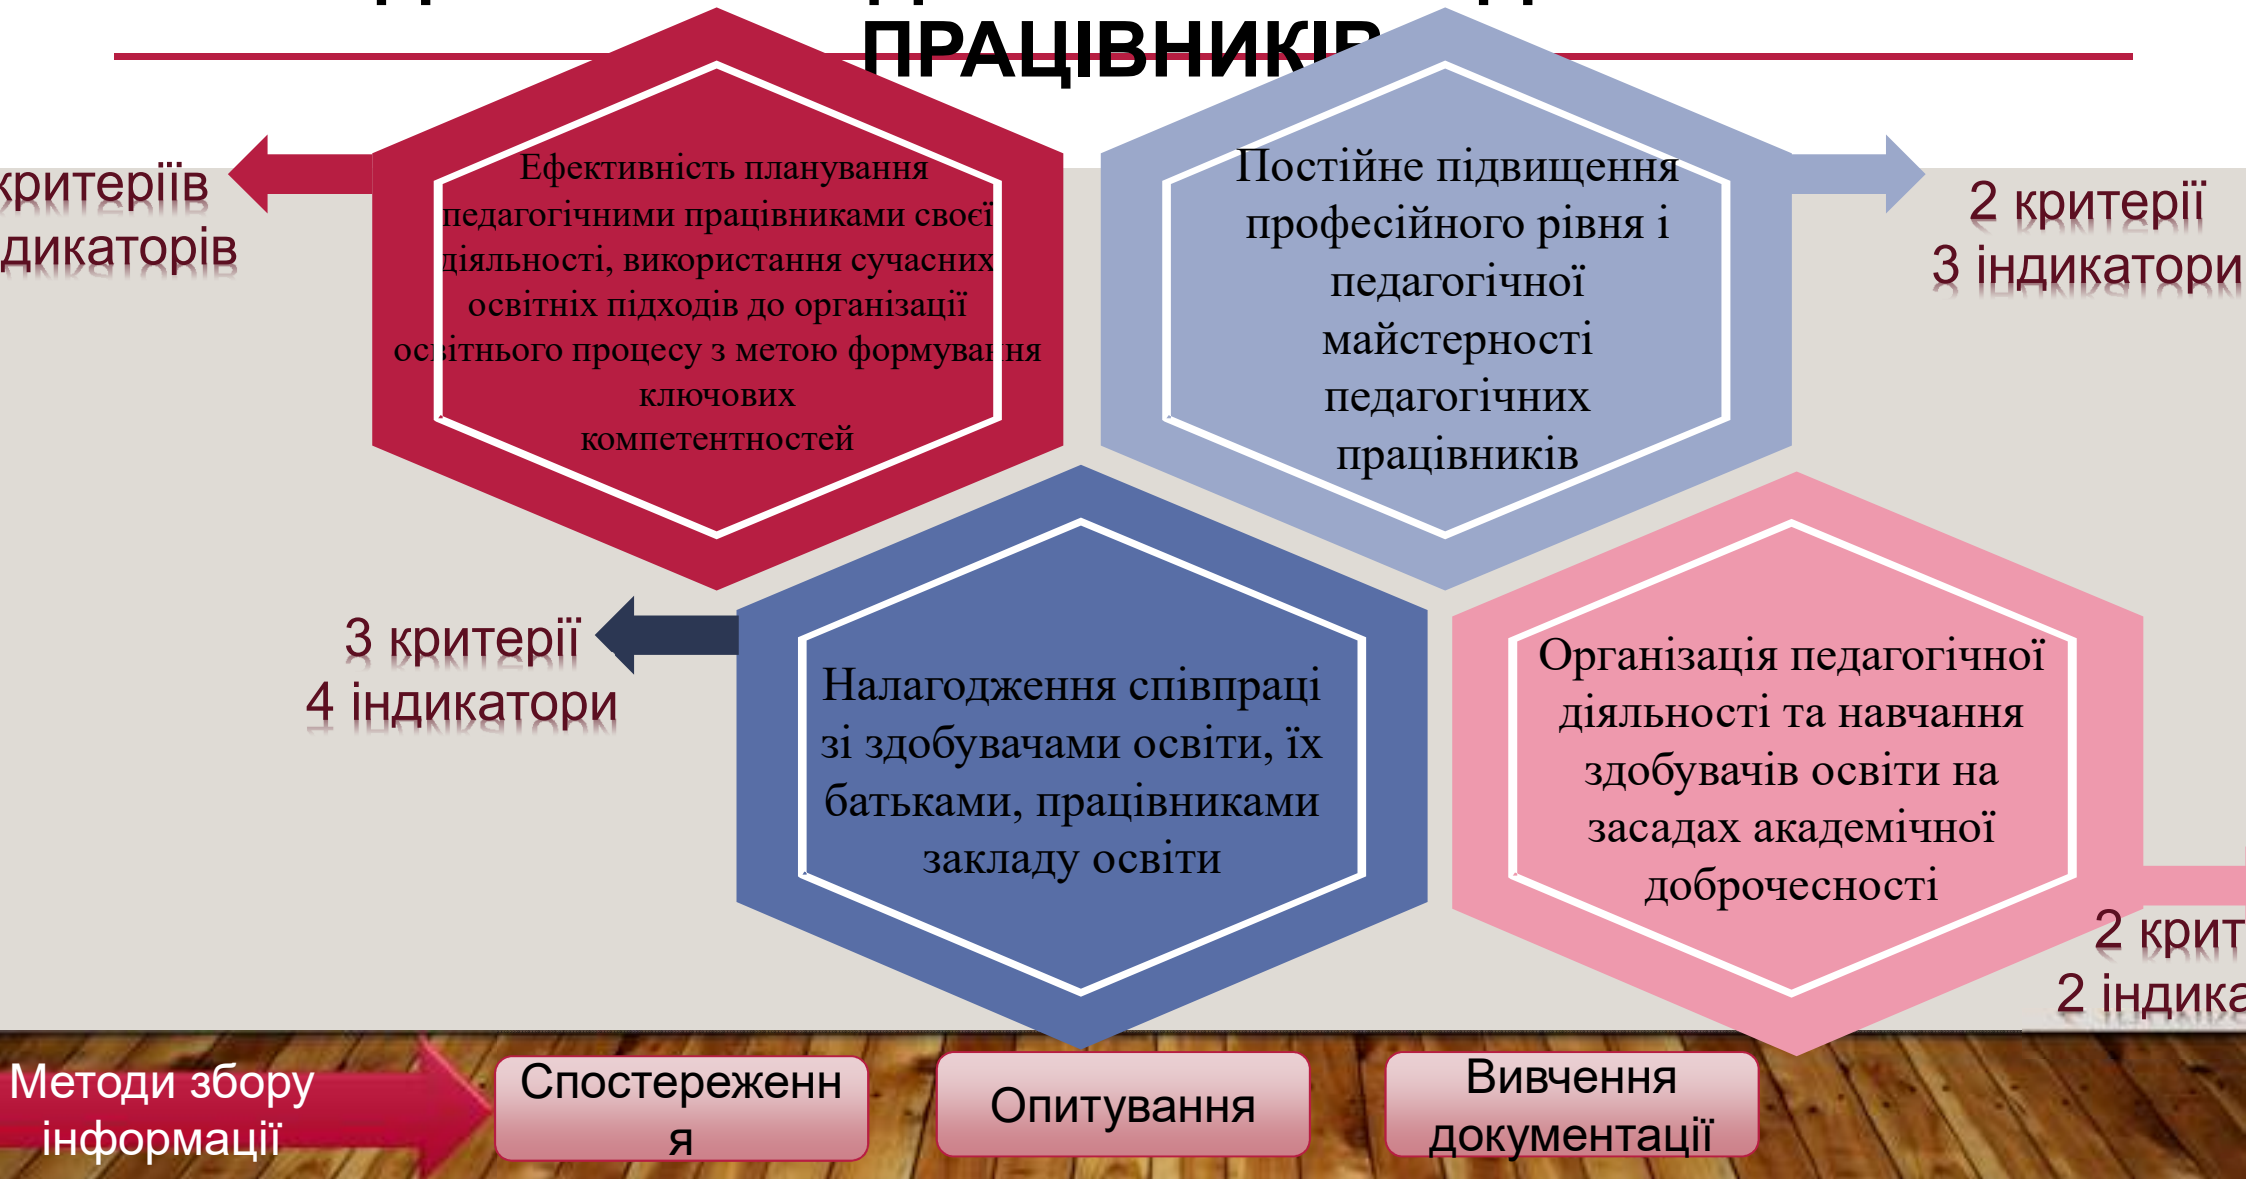 ПРАЦІВНИКІВ
критеріїв
дикаторів
Ефективність планування
педагогічними працівниками своєї
діяльності, використання сучасних
освітніх підходів до організації
освітнього процесу з метою формування
ключових
компетентностей
Постійне підвищення
професійного рівня і
педагогічної
майстерності
педагогічних
працівників
2 критерії
3 індикатори
3 критерії
4 індикатори
Налагодження співпраці
зі здобувачами освіти, їх
батьками, працівниками
закладу освіти
Організація педагогічної
діяльності та навчання
здобувачів освіти на
засадах академічної
доброчесності
2 крит
2 індика
Методи збору
інформації
Спостереженн
я
Опитування
Вивчення
документації